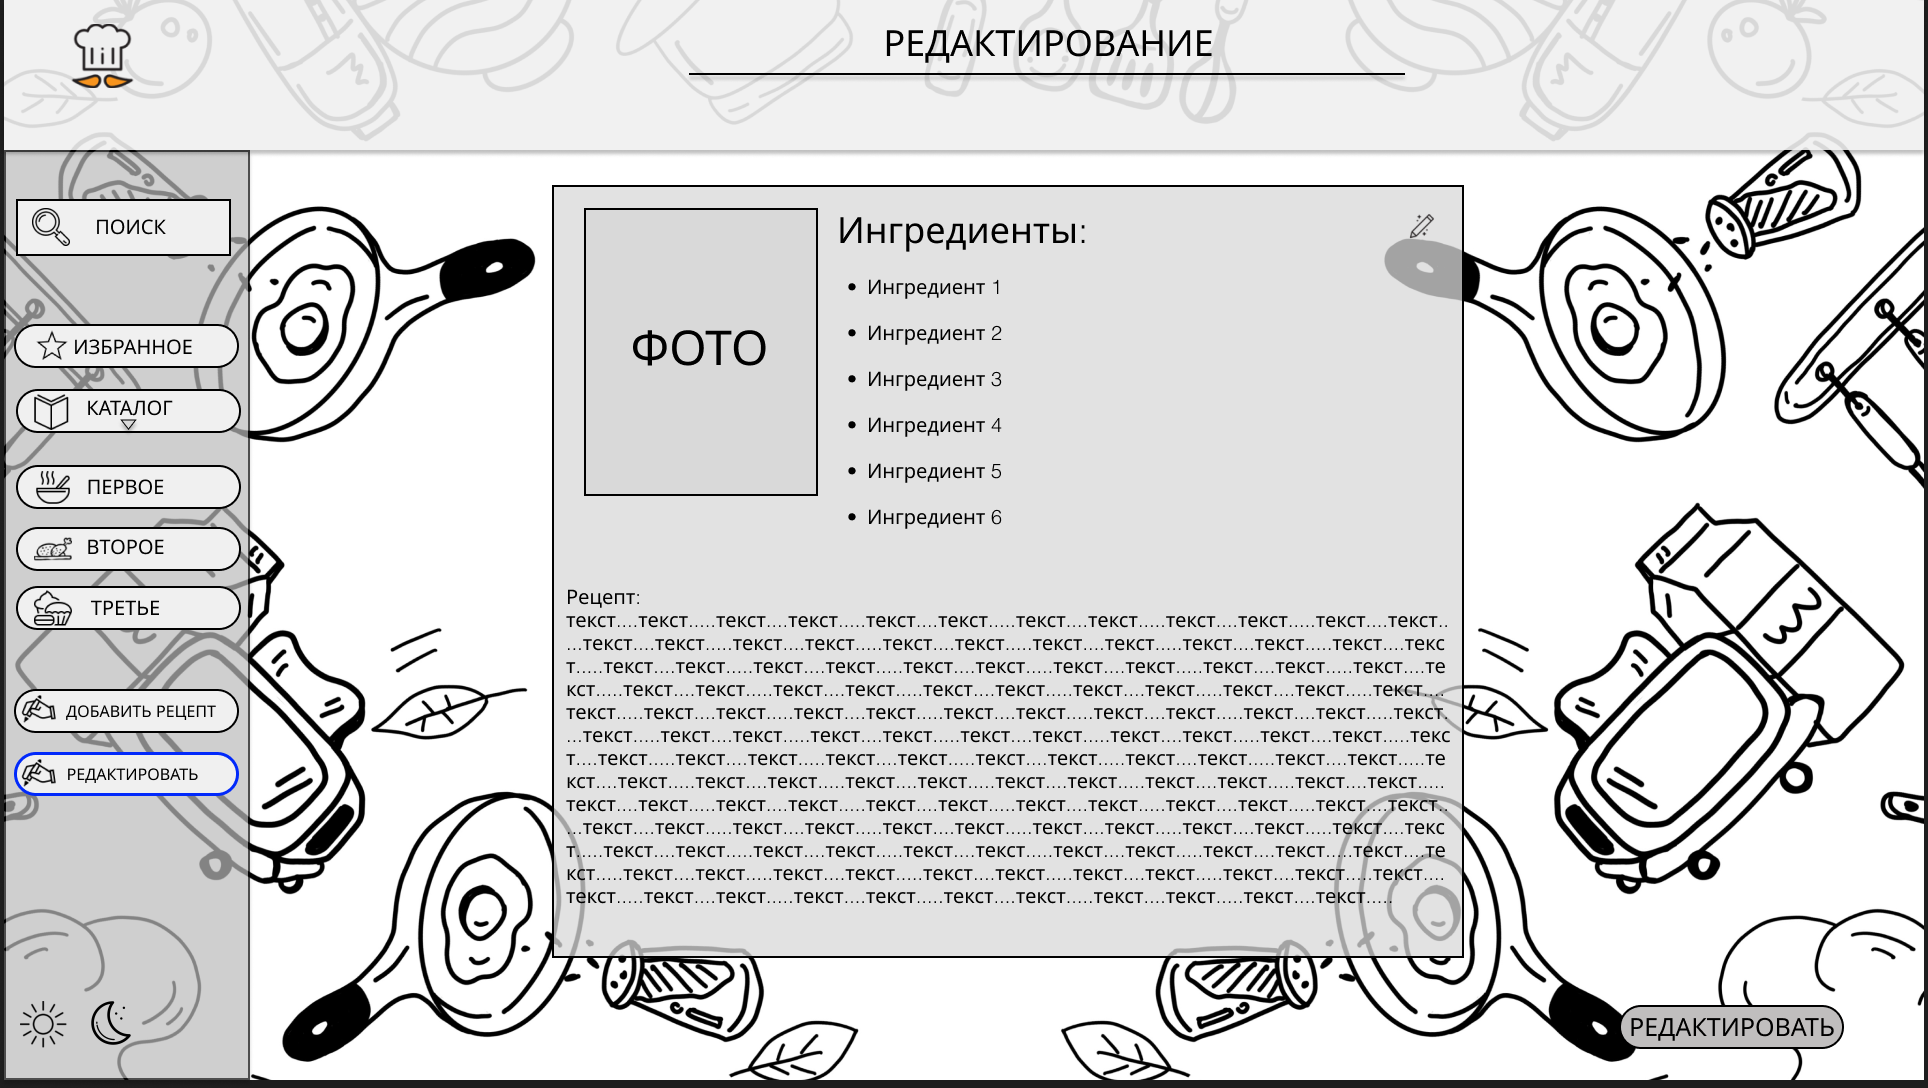 РЕДАКТИРОВАНИЕ
ПОИСК
ИЗБРАННОЕ
КАТАЛОГ
ПЕРВОЕ
ВТОРОЕ
ТРЕТЬЕ
ДОБАВИТЬ РЕЦЕПТ
РЕДАКТИРОВАТЬ
ФОТО
Ингредиенты:
• Ингредиент 1
• Ингредиент 2
• Ингредиент 3
• Ингредиент 4
• Ингредиент 5
• Ингредиент 6
Рецепт:
текст....текст.....текст....текст.....текст....текст.....текст....текст.....текст....текст.....текст....текст..
...текст....текст.....текст....текст.....текст....текст.....текст....текст.....текст....текст.....текст....текс
т.....текст....текст.....текст....текст.....текст....текст.....текст....текст.....текст....текст.....текст....те
кст.....текст....текст.....текст....текст.....текст....текст.....текст....текст.....текст....текст.....текст....
текст.....текст....текст.....текст....текст.....текст....текст.....текст....текст.....текст....текст.....текст.
...текст.....текст....текст.....текст....текст.....текст....текст.....текст....текст.....текст....текст.....текс
т....текст.....текст....текст.....текст....текст.....текст....текст.....текст....текст.....текст....текст.....те
кст....текст.....текст....текст.....текст....текст.....текст....текст.....текст....текст.....текст....текст.....
текст....текст.....текст....текст.....текст....текст.....текст....текст.....текст....текст.....текст....текст..
...текст....текст.....текст....текст.....текст....текст.....текст....текст.....текст....текст.....текст....текс
т.....текст....текст.....текст....текст.....текст....текст.....текст....текст.....текст....текст.....текст....те
кст.....текст....текст.....текст....текст.....текст....текст.....текст....текст.....текст....текст.....текст....
текст.....текст....текст.....текст....текст.....текст....текст.....текст....текст.....текст....текст.....
РЕДАКТИРОВАТЬ